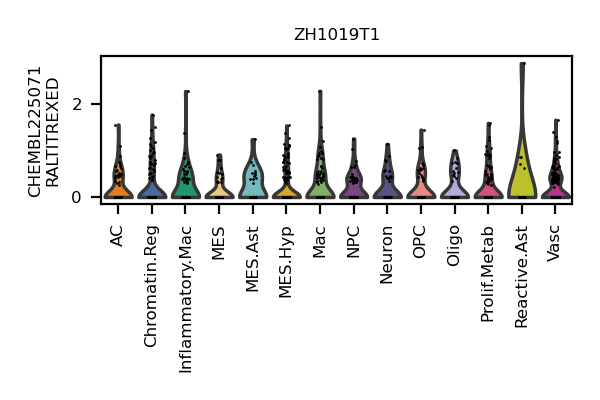 ZH1019T1
CHEMBL225071
RALTITREXED
2
0
AC
Chromatin.Reg
Inflammatory.Mac
MES
MES.Ast
MES.Hyp
Mac
NPC
Neuron
OPC
Oligo
Prolif.Metab
Reactive.Ast
Vasc